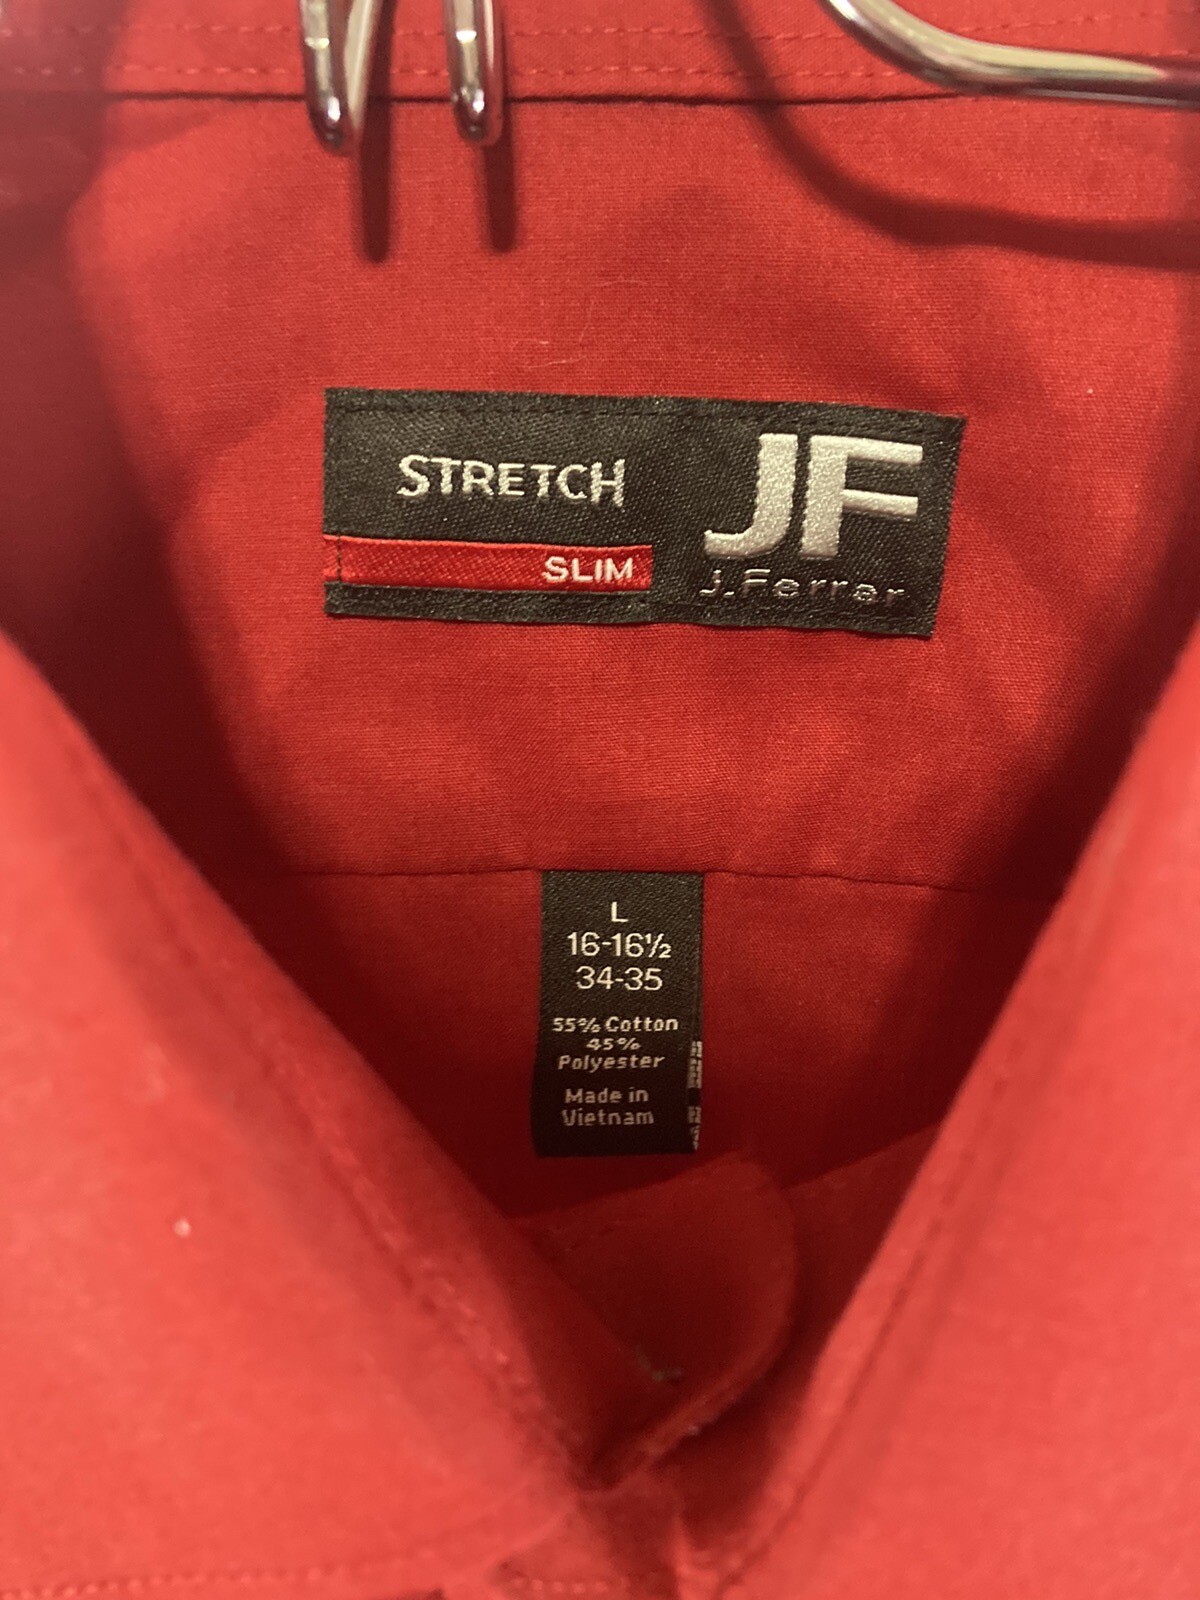 STRETCH
SLIM
JF
J.Ferrar
L
16-16½
34-35
55% Cotton
45%
Polyester
Made in
Vietnam